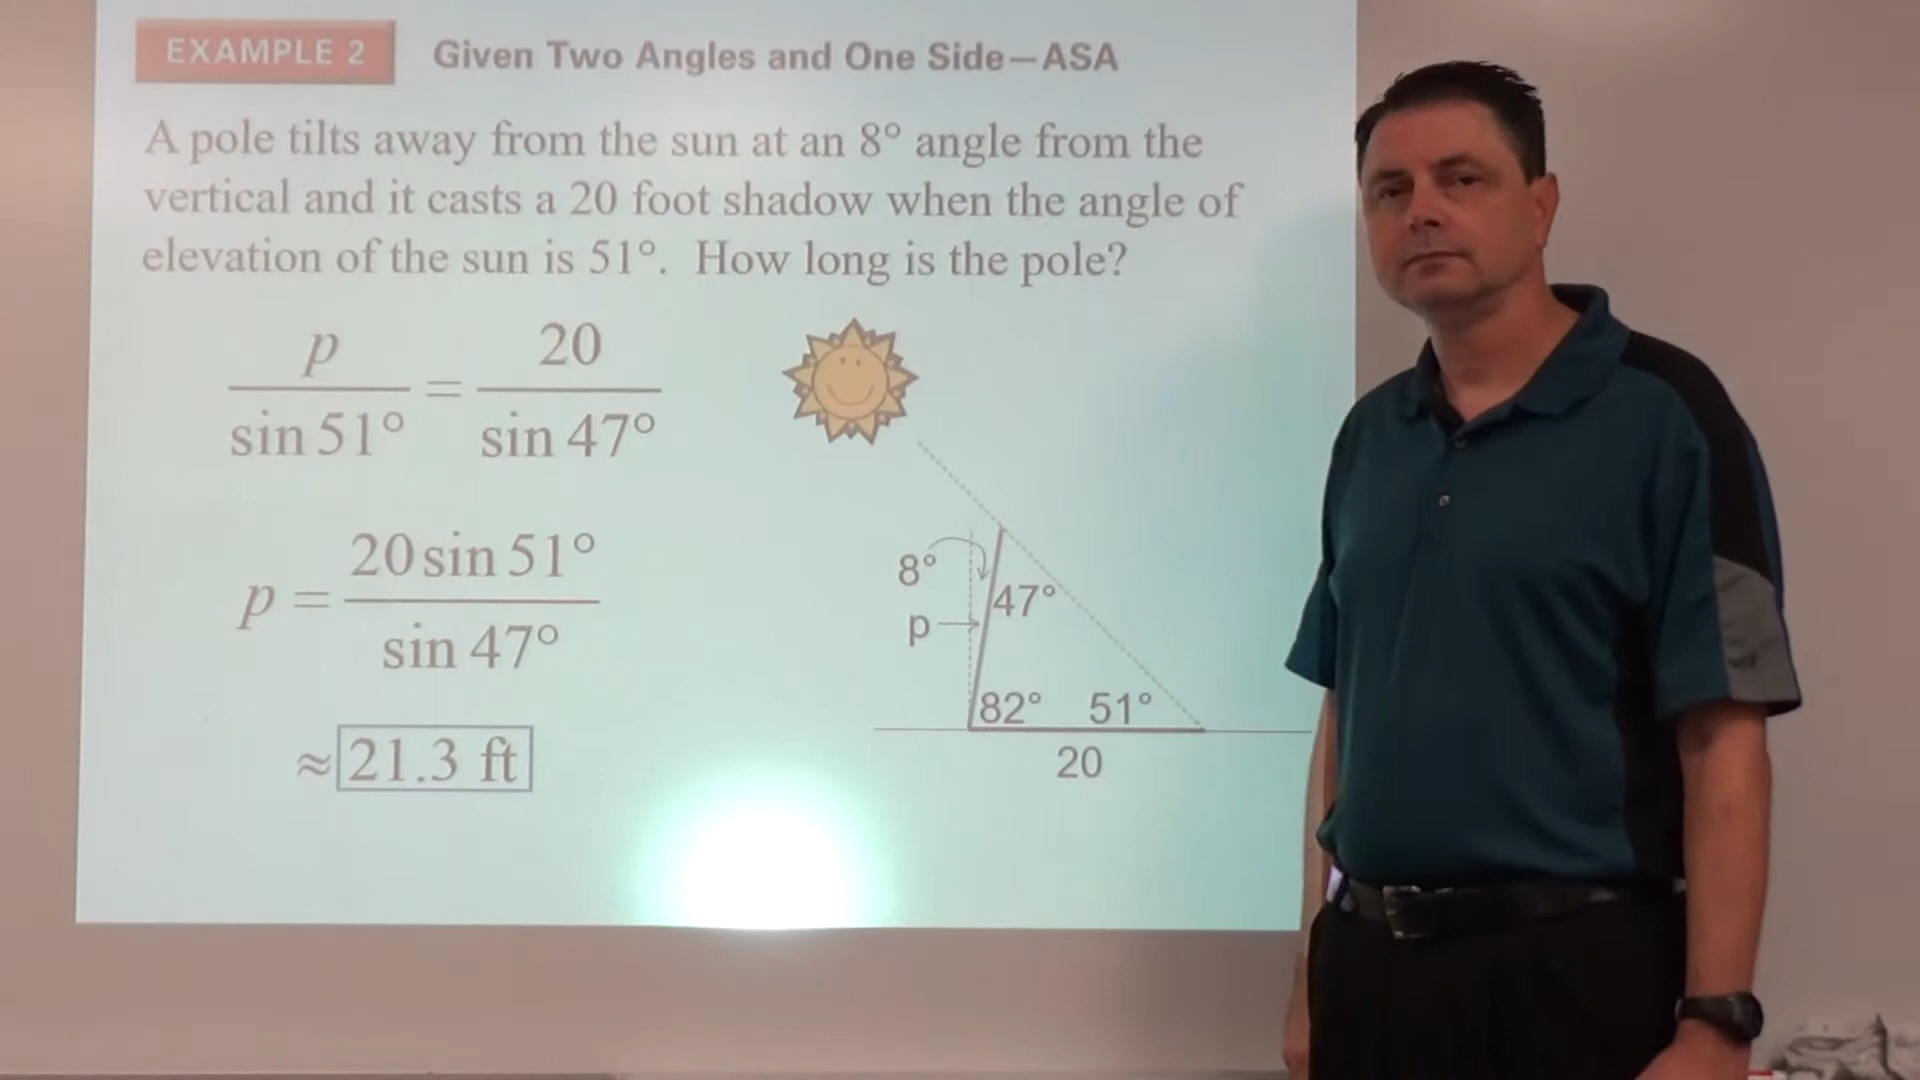 EXAMPLE 2 Given Two Angles and One Side—ASA
A pole tilts away from the sun at an 8° angle from the
vertical and it casts a 20 foot shadow when the angle of
elevation of the sun is 51°. How long is the pole?
p 20
=
sin 51° sin 47°
20 sin 51°
p =
sin 47°
≈ 21.3 ft
8°
47°
p
82° 51°
20